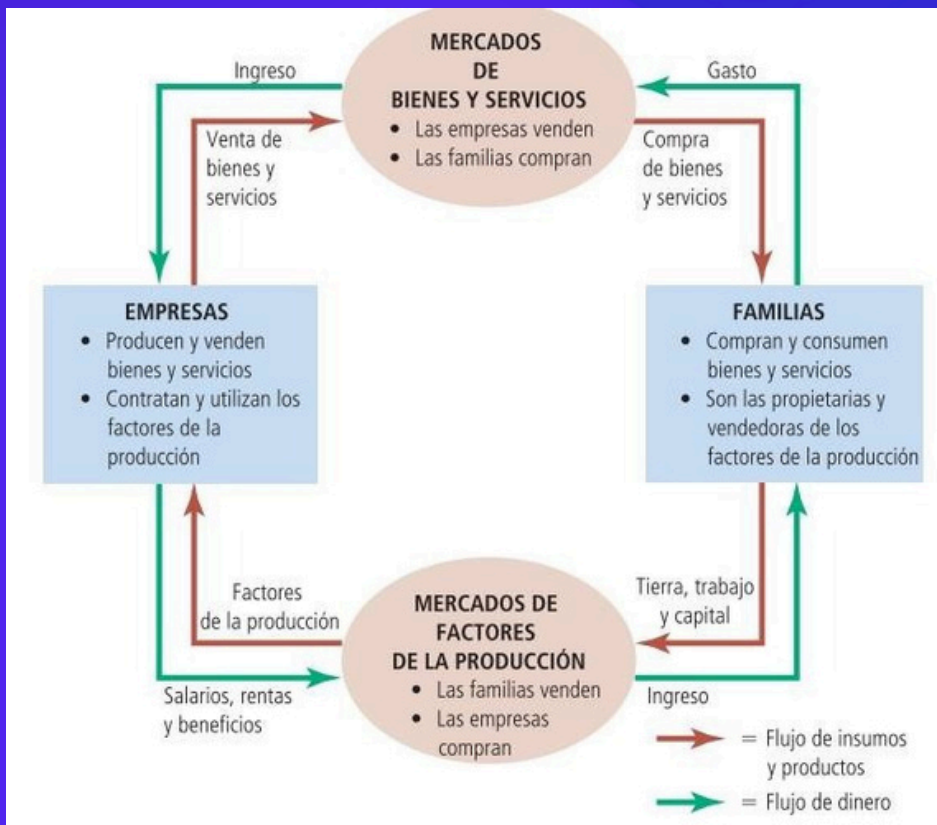 MERCADOS
DE
BIENES Y SERVICIOS
• Las empresas venden
• Las familias compran
Ingreso
Gasto
Venta de
bienes y
servicios
Compra
de bienes
y servicios
EMPRESAS
• Producen y venden
bienes y servicios
• Contratan y utilizan los
factores de la
producción
FAMILIAS
• Compran y consumen
bienes y servicios
• Son las propietarias y
vendedoras de los
factores de la producción
Factores
de la producción
Tierra, trabajo
y capital
MERCADOS DE
FACTORES
DE LA PRODUCCIÓN
• Las familias venden
• Las empresas
compran
Salarios, rentas
y beneficios
Ingreso
= Flujo de insumos
y productos
= Flujo de dinero